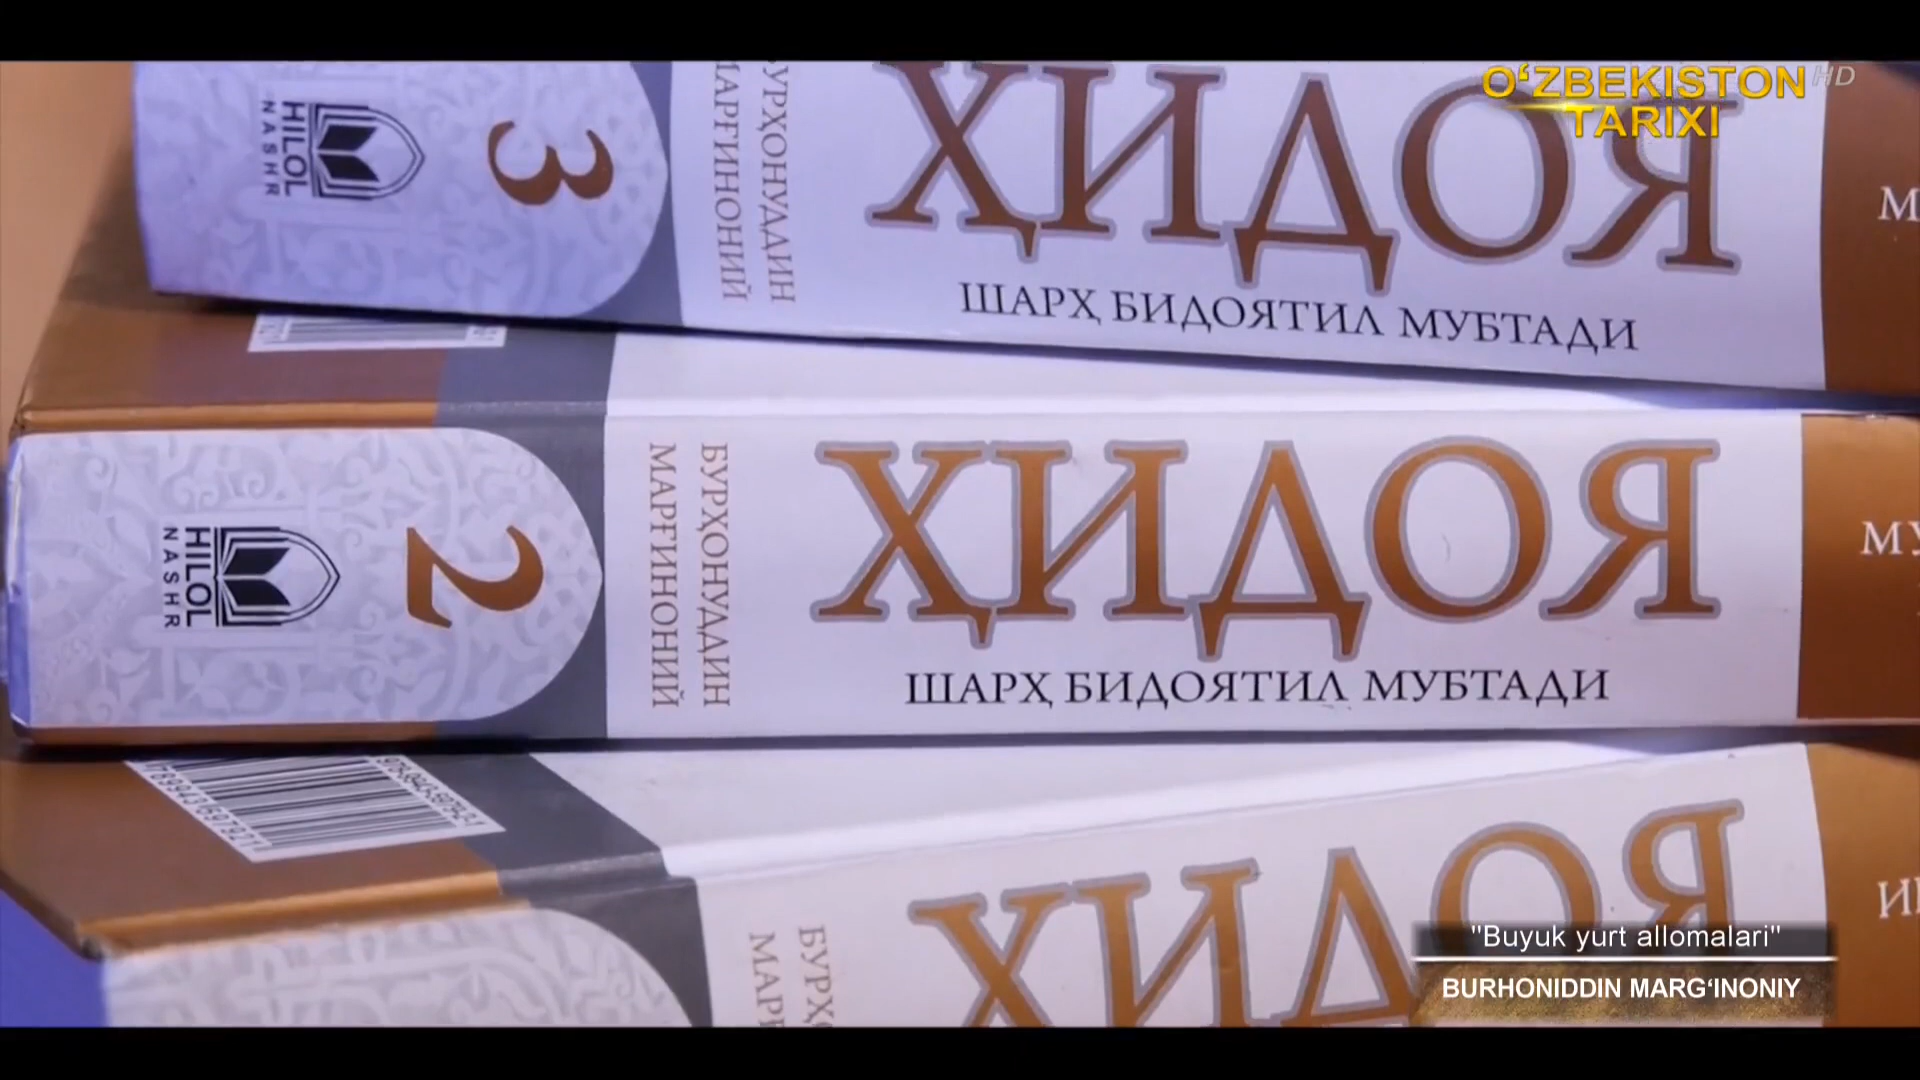 O‘ZBEKISTON HD
TARIXI
HILOL
NASHR
3
БУРҲОНУДДИН
МАРҒИНОНИЙ
ҲИДОЯ
ШАРҲ БИДОЯТИЛ МУБТАДИ
HILOL
NASHR
2
БУРҲОНУДДИН
МАРҒИНОНИЙ
ҲИДОЯ
ШАРҲ БИДОЯТИЛ МУБТАДИ
ҲИДОЯ
"Buyuk yurt allomalari"
BURHONIDDIN MARG‘INONIY